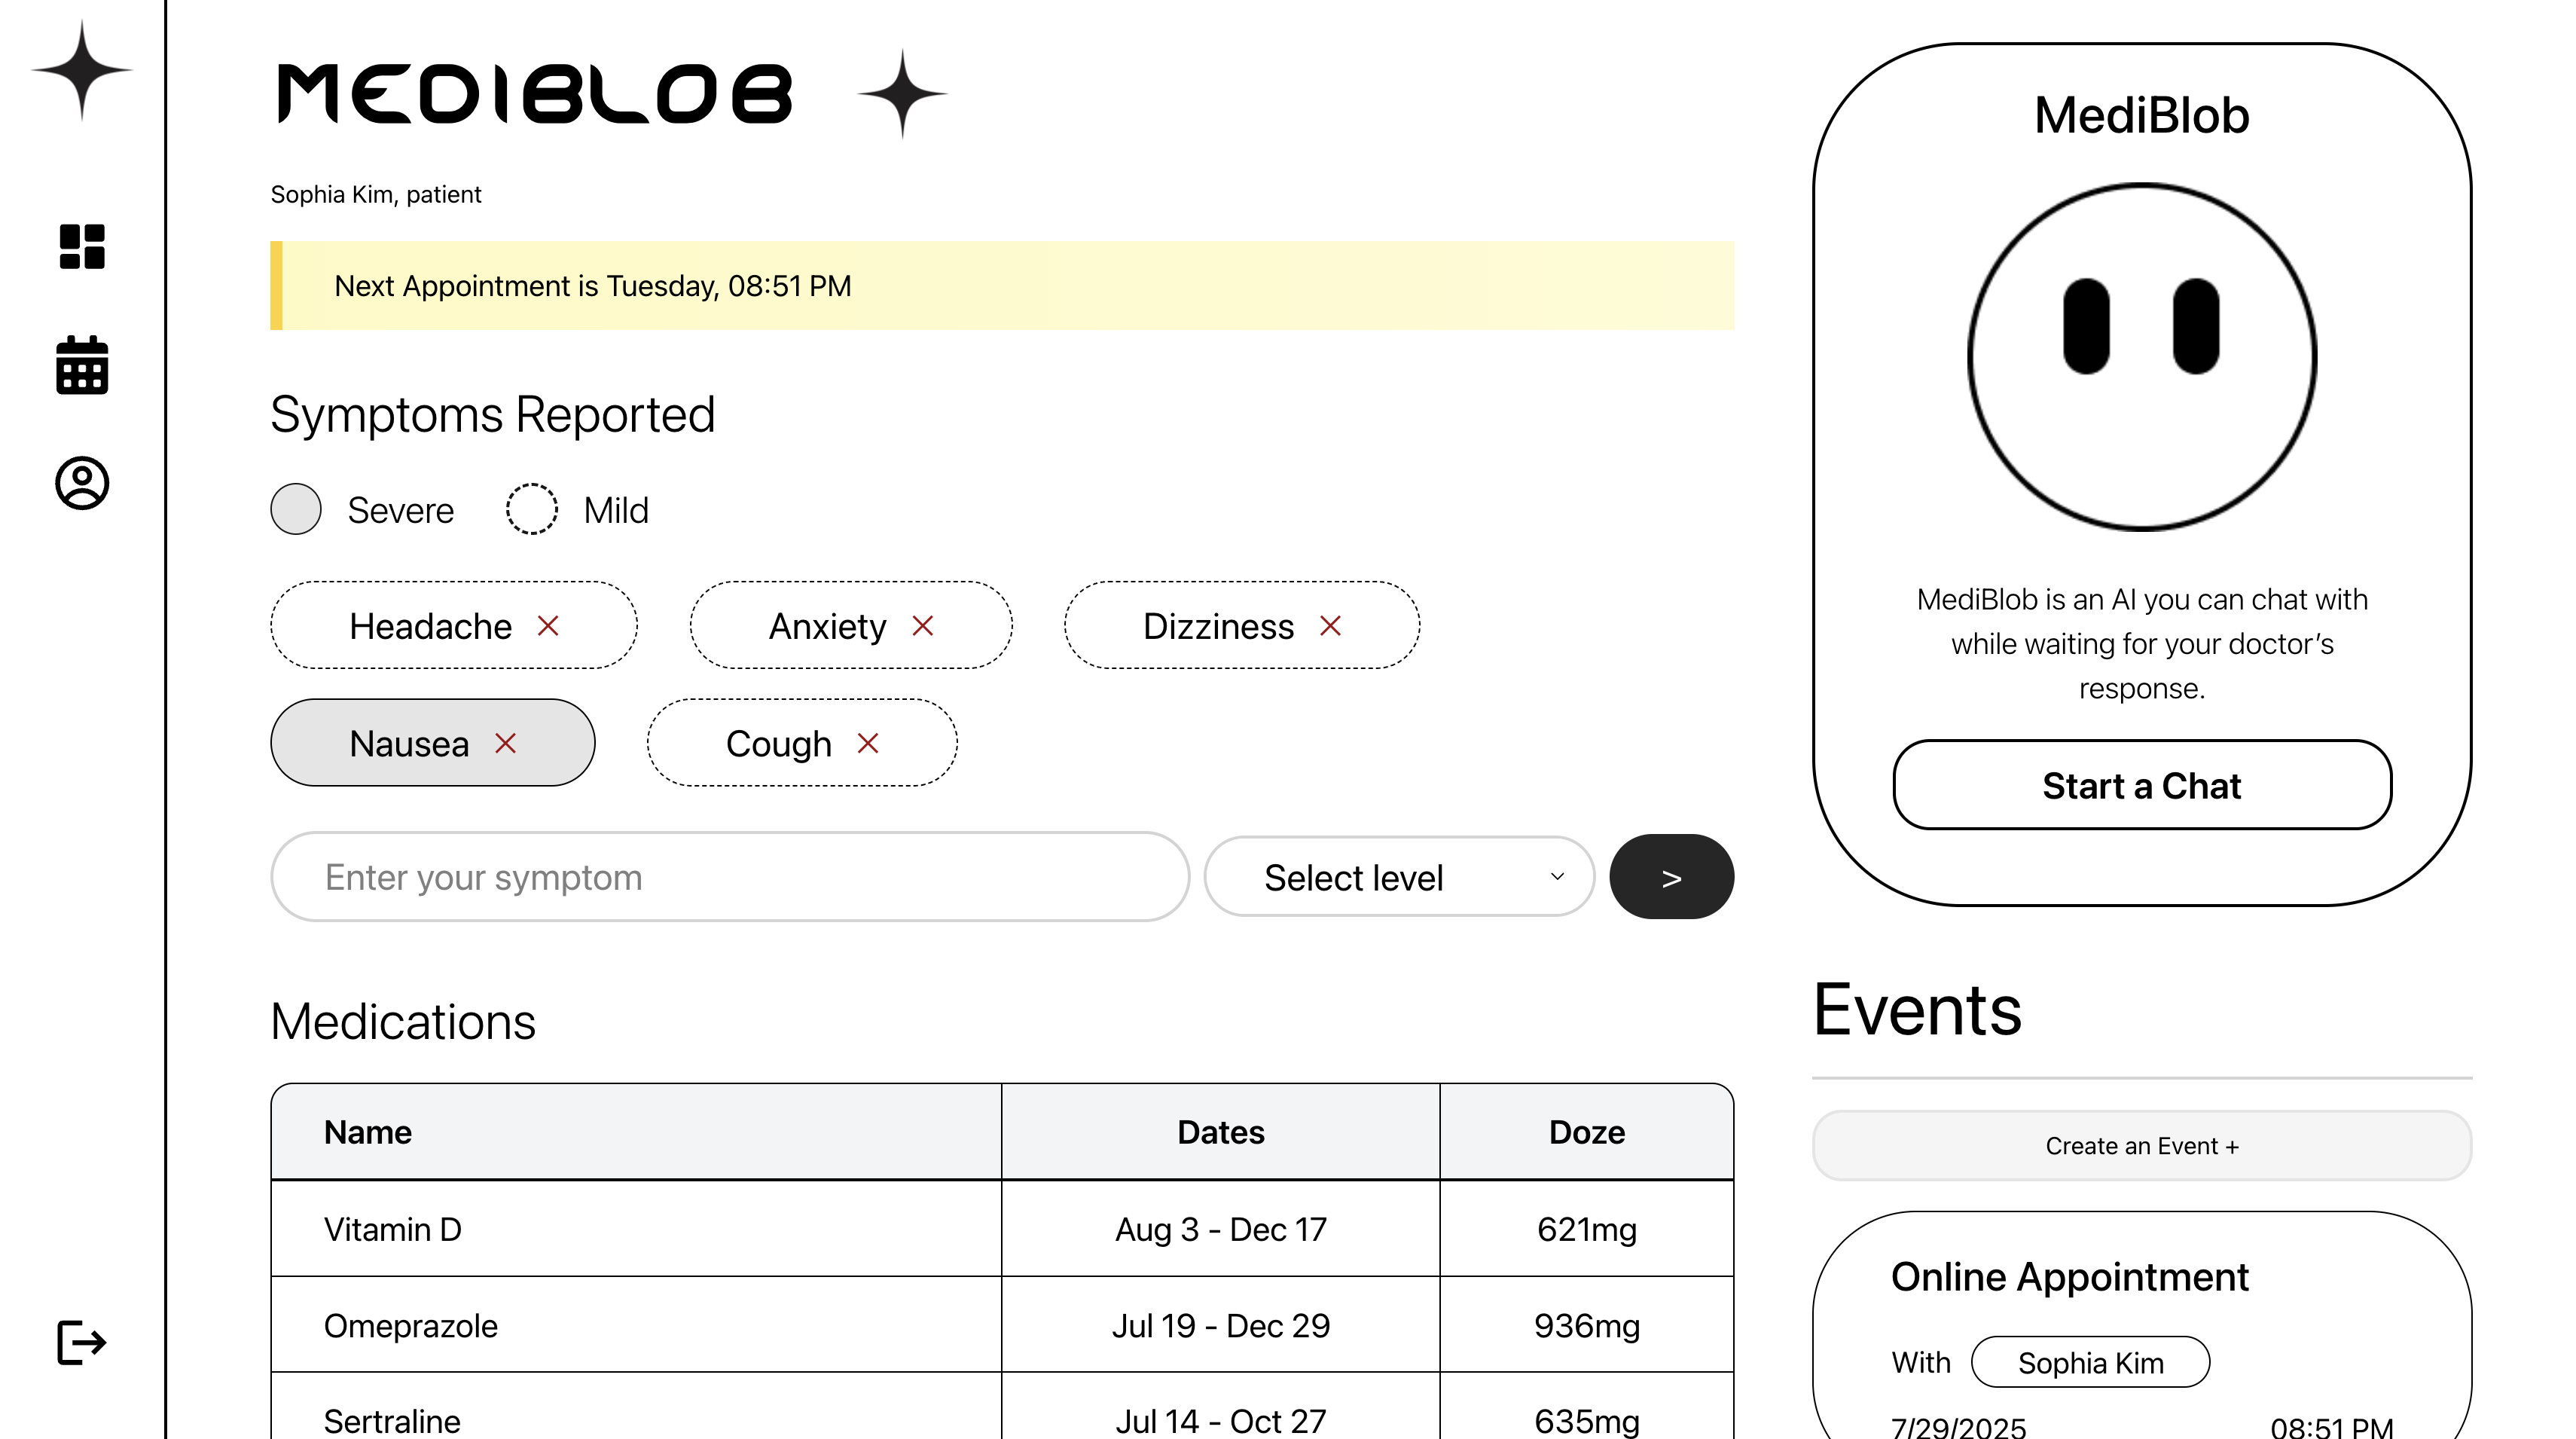 MEDIBLOB
Sophia Kim, patient
Next Appointment is Tuesday, 08:51 PM
Symptoms Reported
Severe Mild
Headache Anxiety Dizziness
Nausea Cough
Enter your symptom Select level >
Medications
Name Dates Doze
Vitamin D Aug 3 - Dec 17 621mg
Omeprazole Jul 19 - Dec 29 936mg
Sertraline Jul 14 - Oct 27 635mg
MediBlob
MediBlob is an AI you can chat with
while waiting for your doctor’s
response.
Start a Chat
Events
Create an Event +
Online Appointment
With Sophia Kim
7/29/2025 08:51 PM